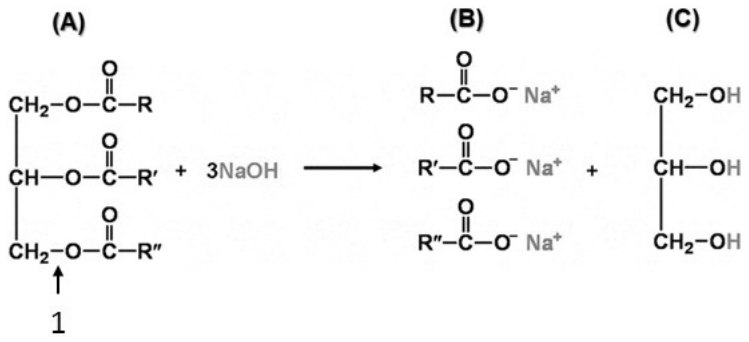 (A) (B) (C)
O
CH₂–O–C–R
O
CH–O–C–R′ + 3NaOH
O
CH₂–O–C–R″
1
O
R–C–O⁻ Na⁺
O
R′–C–O⁻ Na⁺ +
O
R″–C–O⁻ Na⁺
CH₂–OH
CH–OH
CH₂–OH